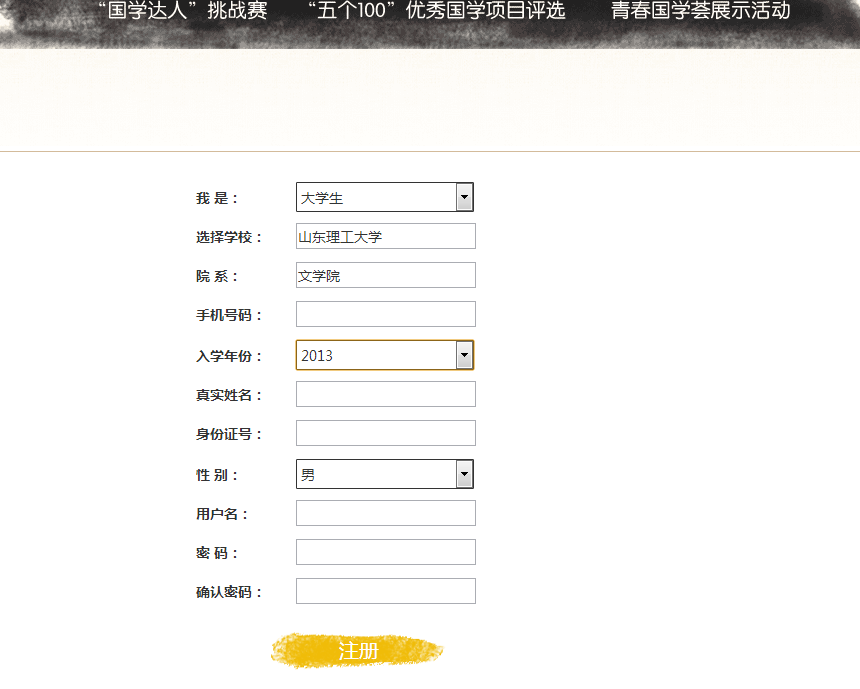 “国学达人”挑战赛 “五个100”优秀国学项目评选 青春国学荟展示活动
我 是： 大学生
选择学校： 山东理工大学
院 系： 文学院
手机号码：
入学年份： 2013
真实姓名：
身份证号：
性 别： 男
用户名：
密 码：
确认密码：
注册